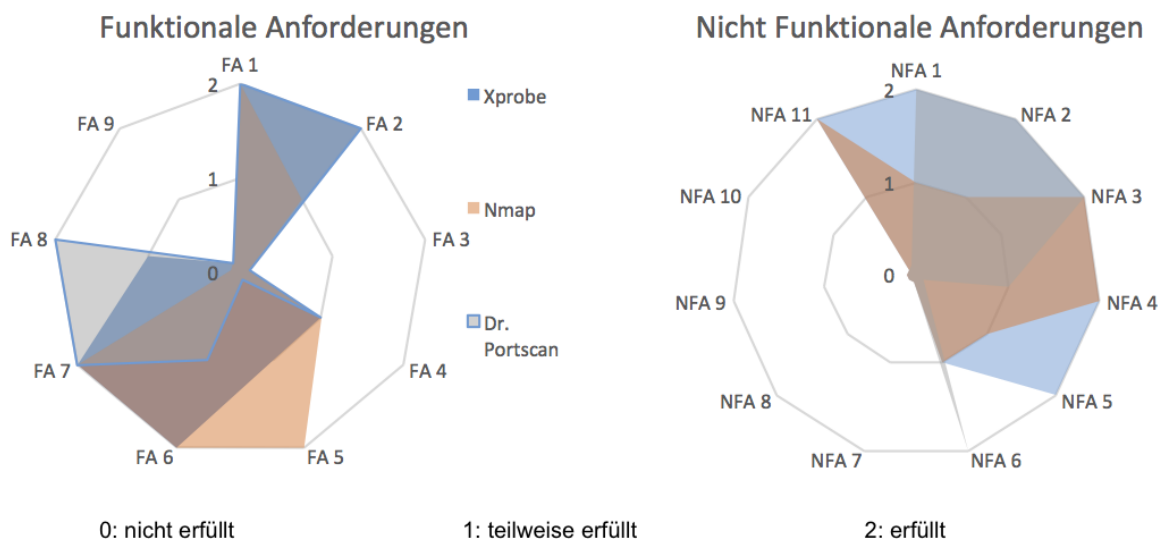 Funktionale Anforderungen
FA 1
FA 2
FA 3
FA 4
FA 5
FA 6
FA 7
FA 8
FA 9
2
1
0
Xprobe
Nmap
Dr.
Portscan
Nicht Funktionale Anforderungen
NFA 1
NFA 2
NFA 3
NFA 4
NFA 5
NFA 6
NFA 7
NFA 8
NFA 9
NFA 10
NFA 11
2
1
0
0: nicht erfüllt
1: teilweise erfüllt
2: erfüllt